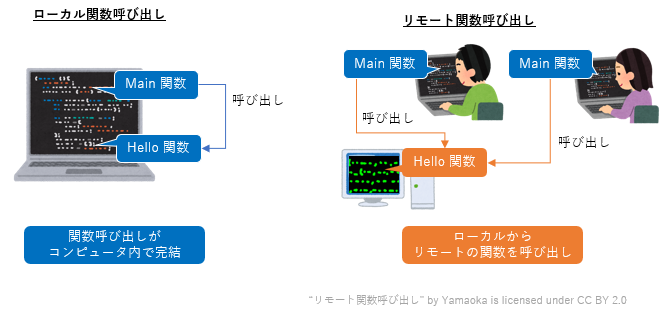 ローカル関数呼び出し
Main 関数
呼び出し
Hello 関数
関数呼び出しが
コンピュータ内で完結
リモート関数呼び出し
Main 関数
Main 関数
呼び出し
呼び出し
Hello 関数
ローカルから
リモートの関数を呼び出し
“リモート関数呼び出し” by Yamaoka is licensed under CC BY 2.0